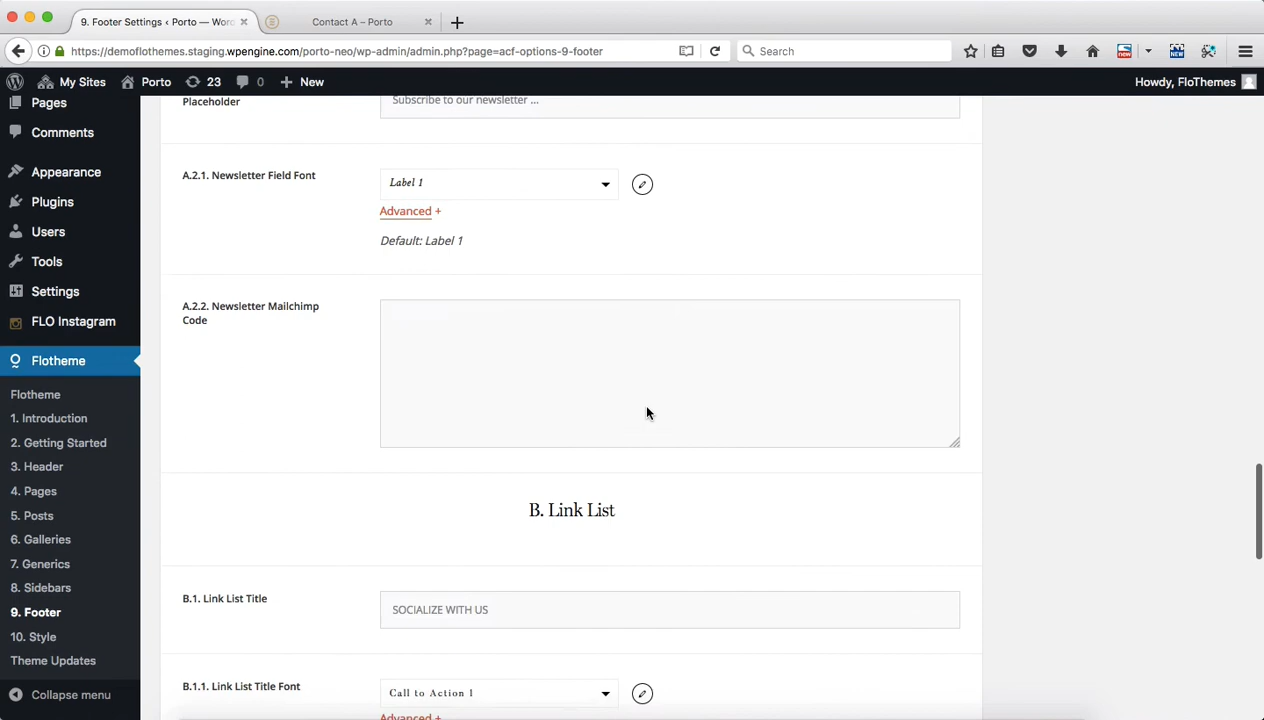 9. Footer Settings ‹ Porto — Word
Contact A – Porto
https://demoflothemes.staging.wpengine.com/porto-neo/wp-admin/admin.php?page=acf-options-9-footer
Search
new
NEW
My Sites
Porto
23
0
New
Howdy, FloThemes
Pages
Comments
Appearance
Plugins
Users
Tools
Settings
FLO Instagram
Flotheme
Flotheme
1. Introduction
2. Getting Started
3. Header
4. Pages
5. Posts
6. Galleries
7. Generics
8. Sidebars
9. Footer
10. Style
Theme Updates
Collapse menu
Placeholder
Subscribe to our newsletter ...
A.2.1. Newsletter Field Font
Label 1
Advanced +
Default: Label 1
A.2.2. Newsletter Mailchimp
Code
B. Link List
B.1. Link List Title
SOCIALIZE WITH US
B.1.1. Link List Title Font
Call to Action 1
Advanced +